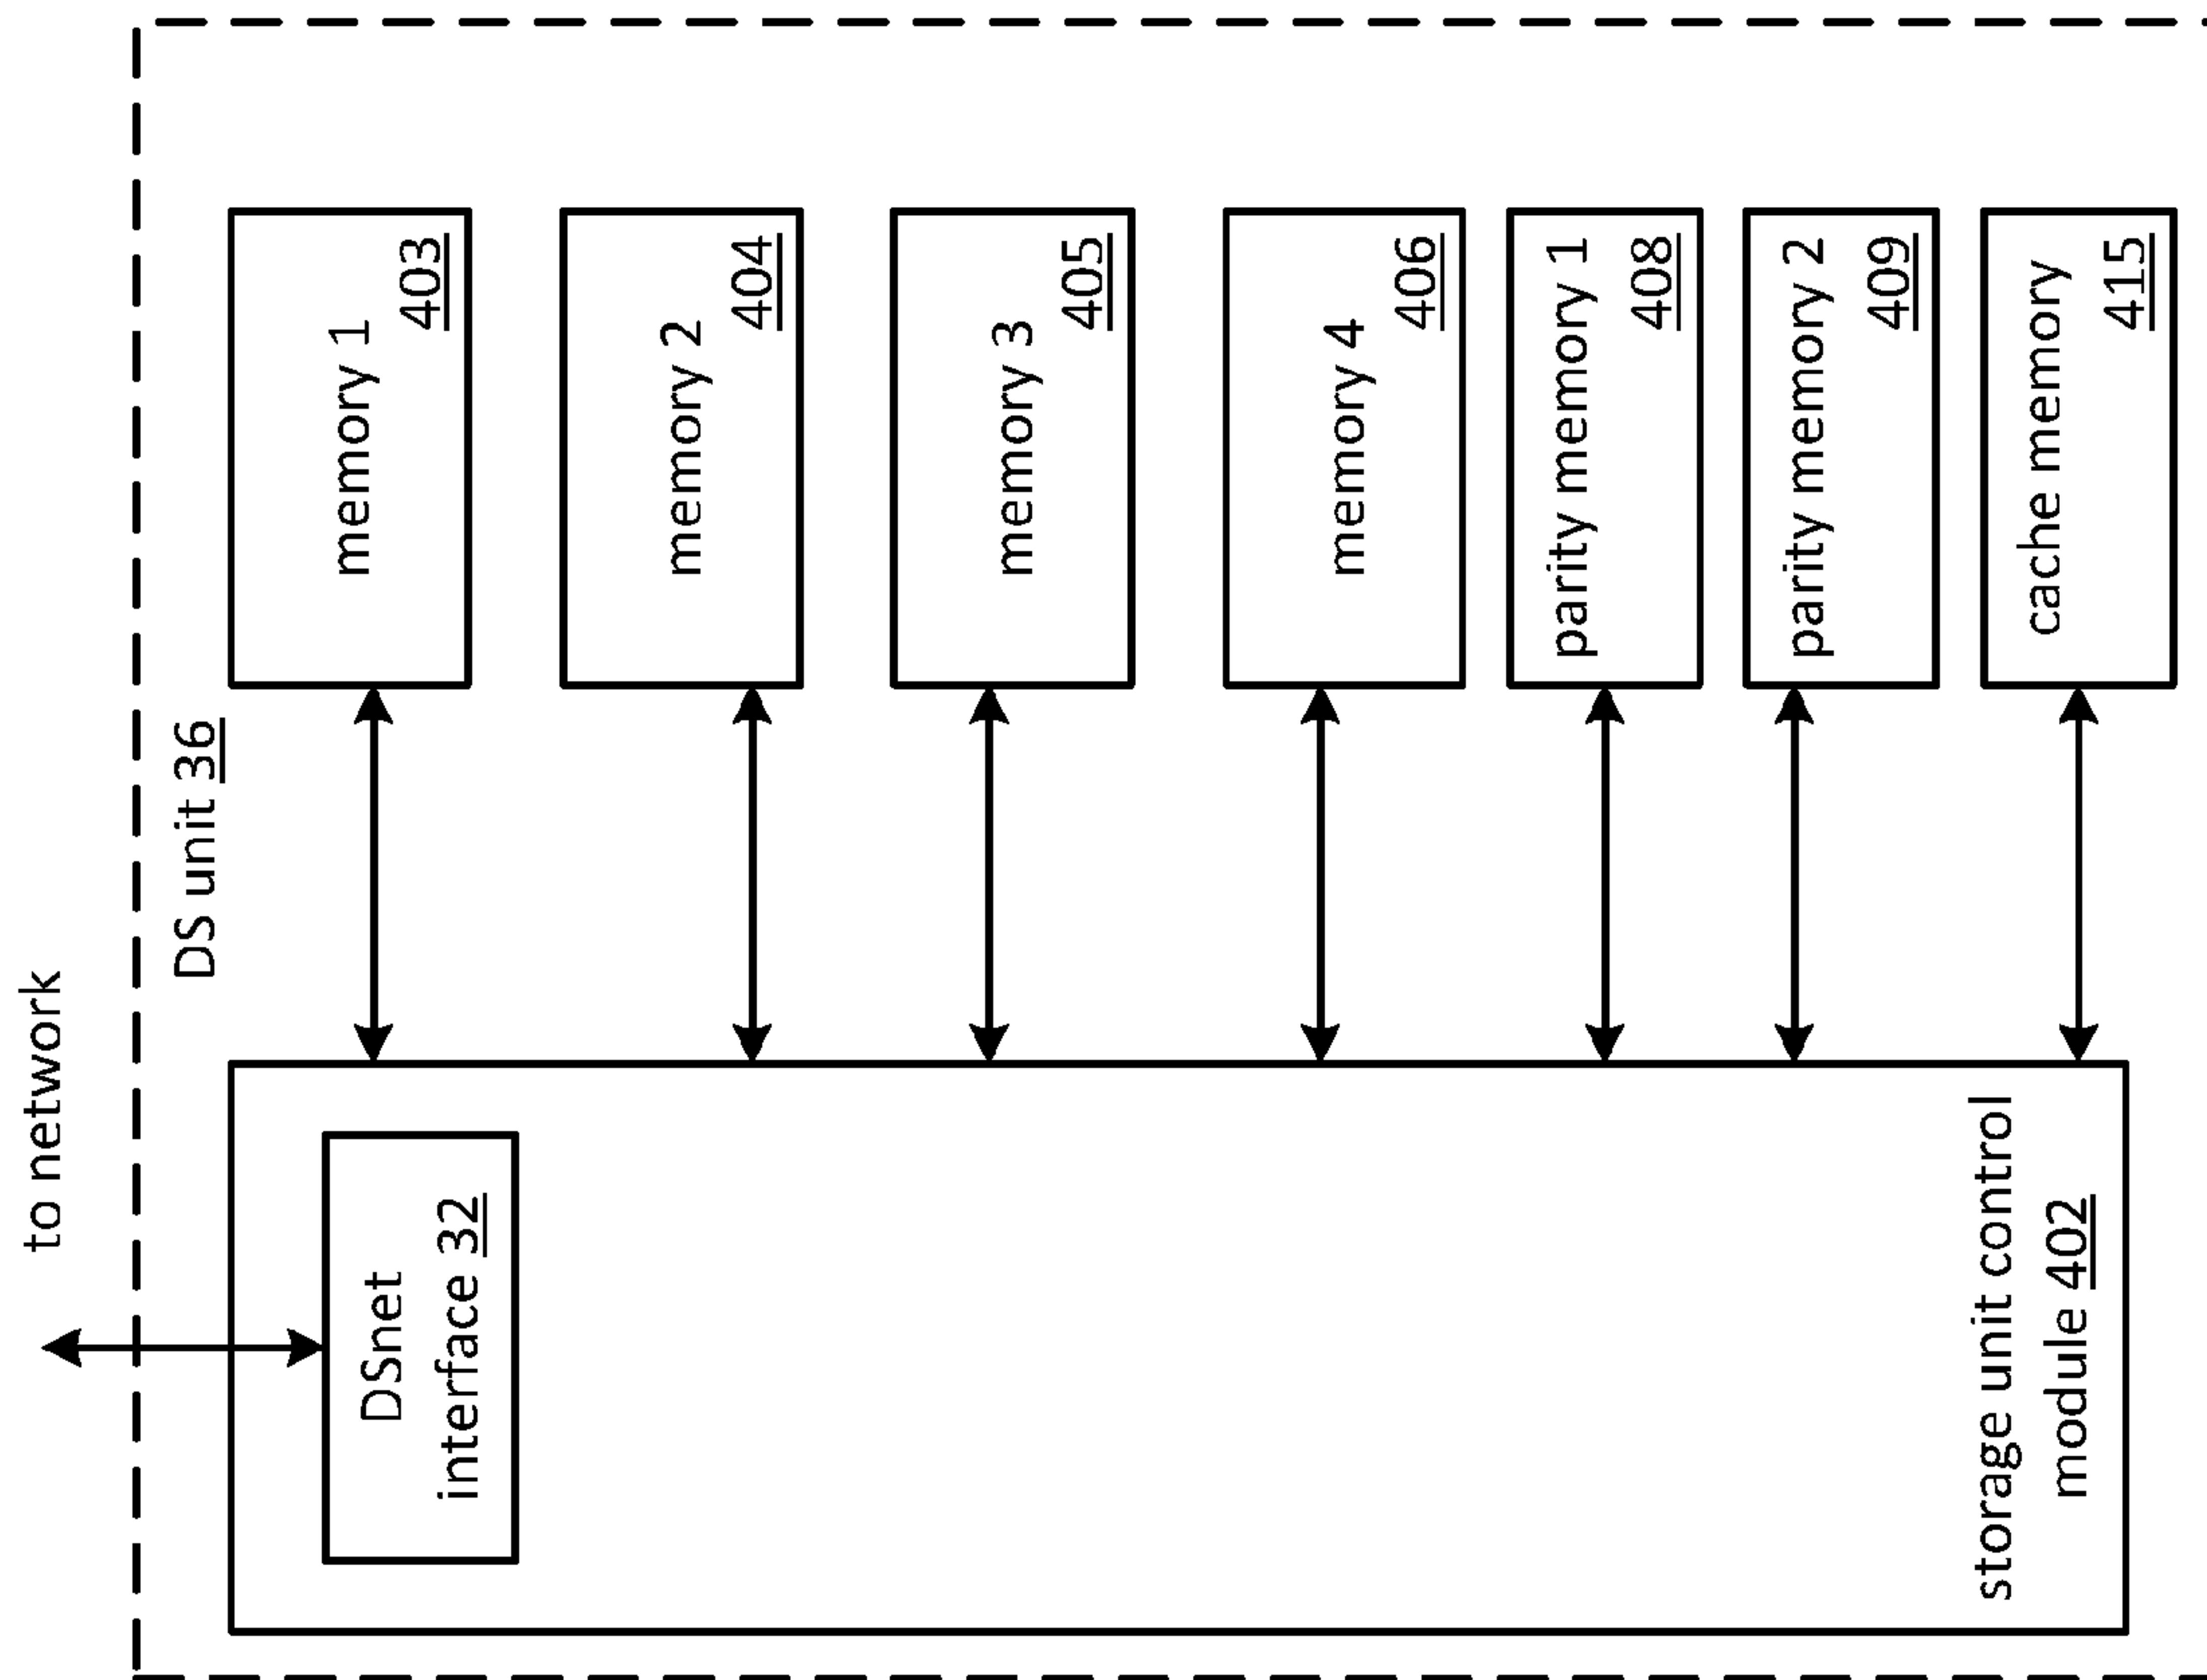 to network
DS unit 36
DSnet
interface 32
storage unit control
module 402
memory 1
403
memory 2
404
memory 3
405
memory 4
406
parity memory 1
408
parity memory 2
409
cache memory
415